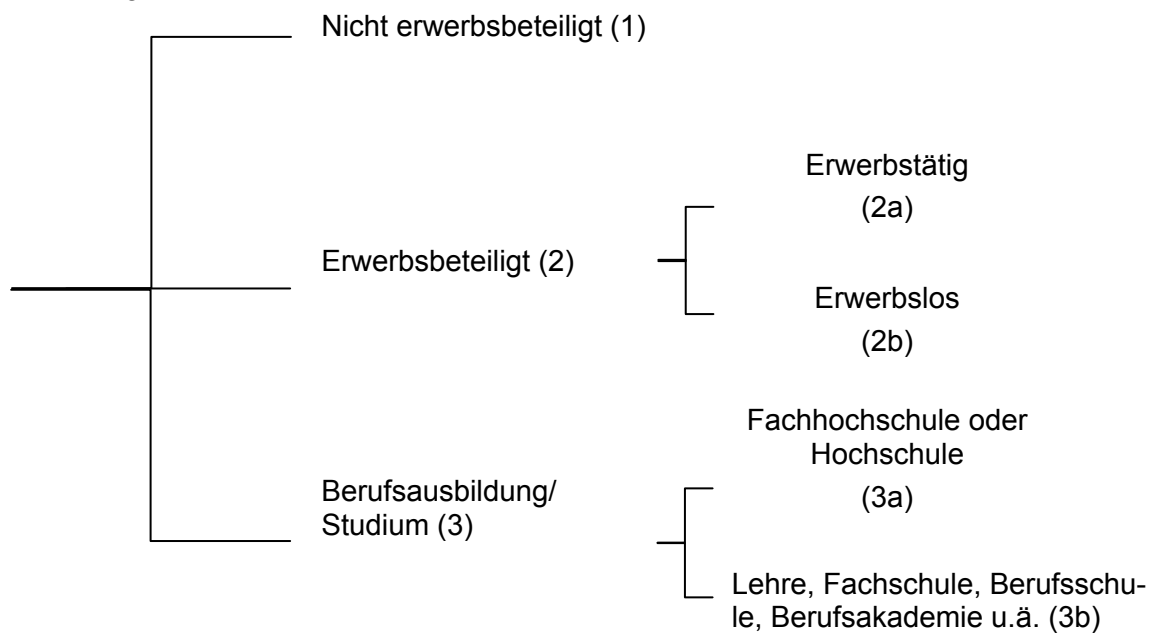 Nicht erwerbsbeteiligt (1)
Erwerbstätig
(2a)
Erwerbsbeteiligt (2)
Erwerbslos
(2b)
Fachhochschule oder
Hochschule
(3a)
Berufsausbildung/
Studium (3)
Lehre, Fachschule, Berufsschu-
le, Berufsakademie u.ä. (3b)